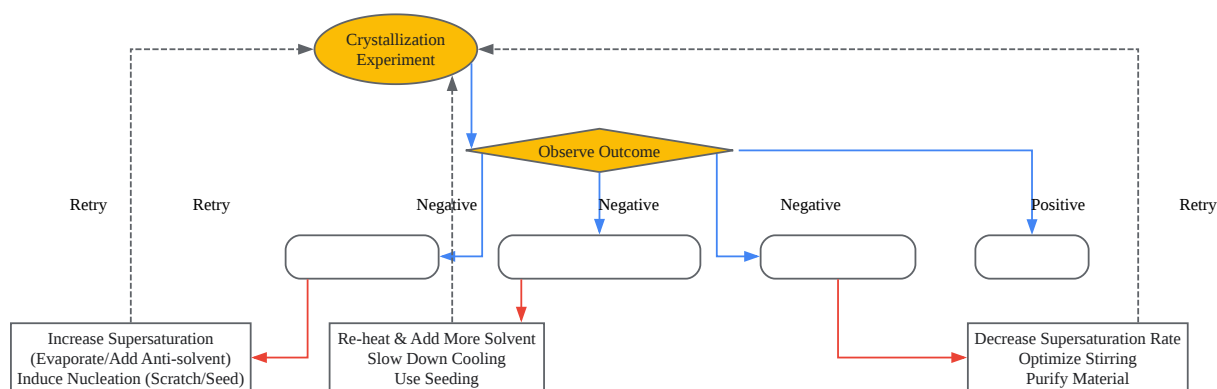 Crystallization
Experiment
Observe Outcome
Retry
Retry
Negative
Negative
Negative
Positive
Retry
Increase Supersaturation
(Evaporate/Add Anti-solvent)
Induce Nucleation (Scratch/Seed)
Re-heat & Add More Solvent
Slow Down Cooling
Use Seeding
Decrease Supersaturation Rate
Optimize Stirring
Purify Material